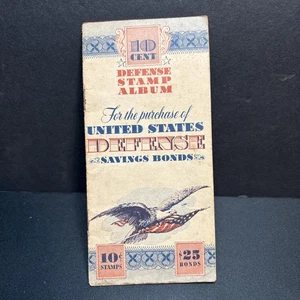 10
CENT
DEFENSE
STAMP
ALBUM
For the purchase of
UNITED STATES
DEFENSE
SAVINGS BONDS
10¢
STAMPS
$25
BONDS